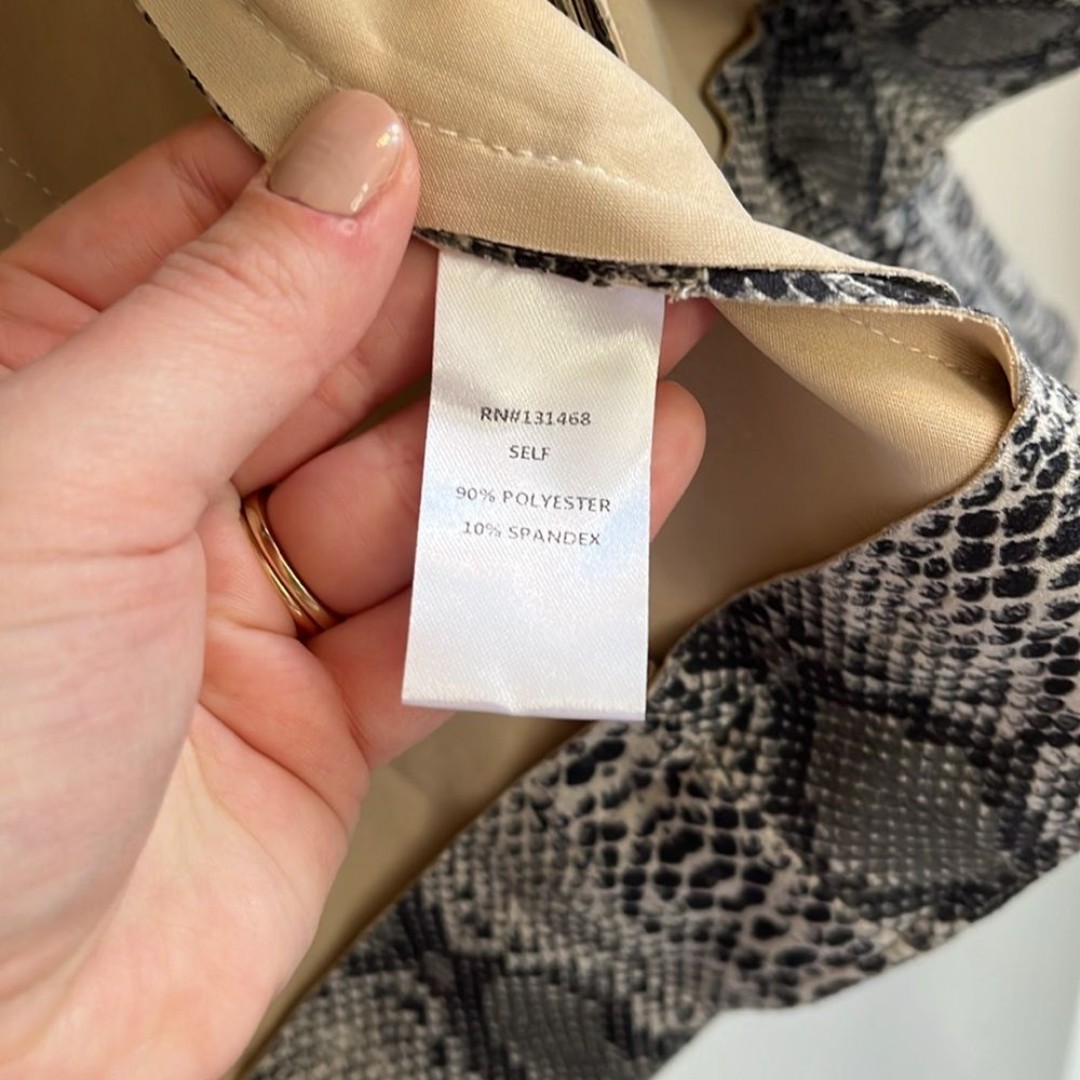 RN#131468
SELF
90% POLYESTER
10% SPANDEX